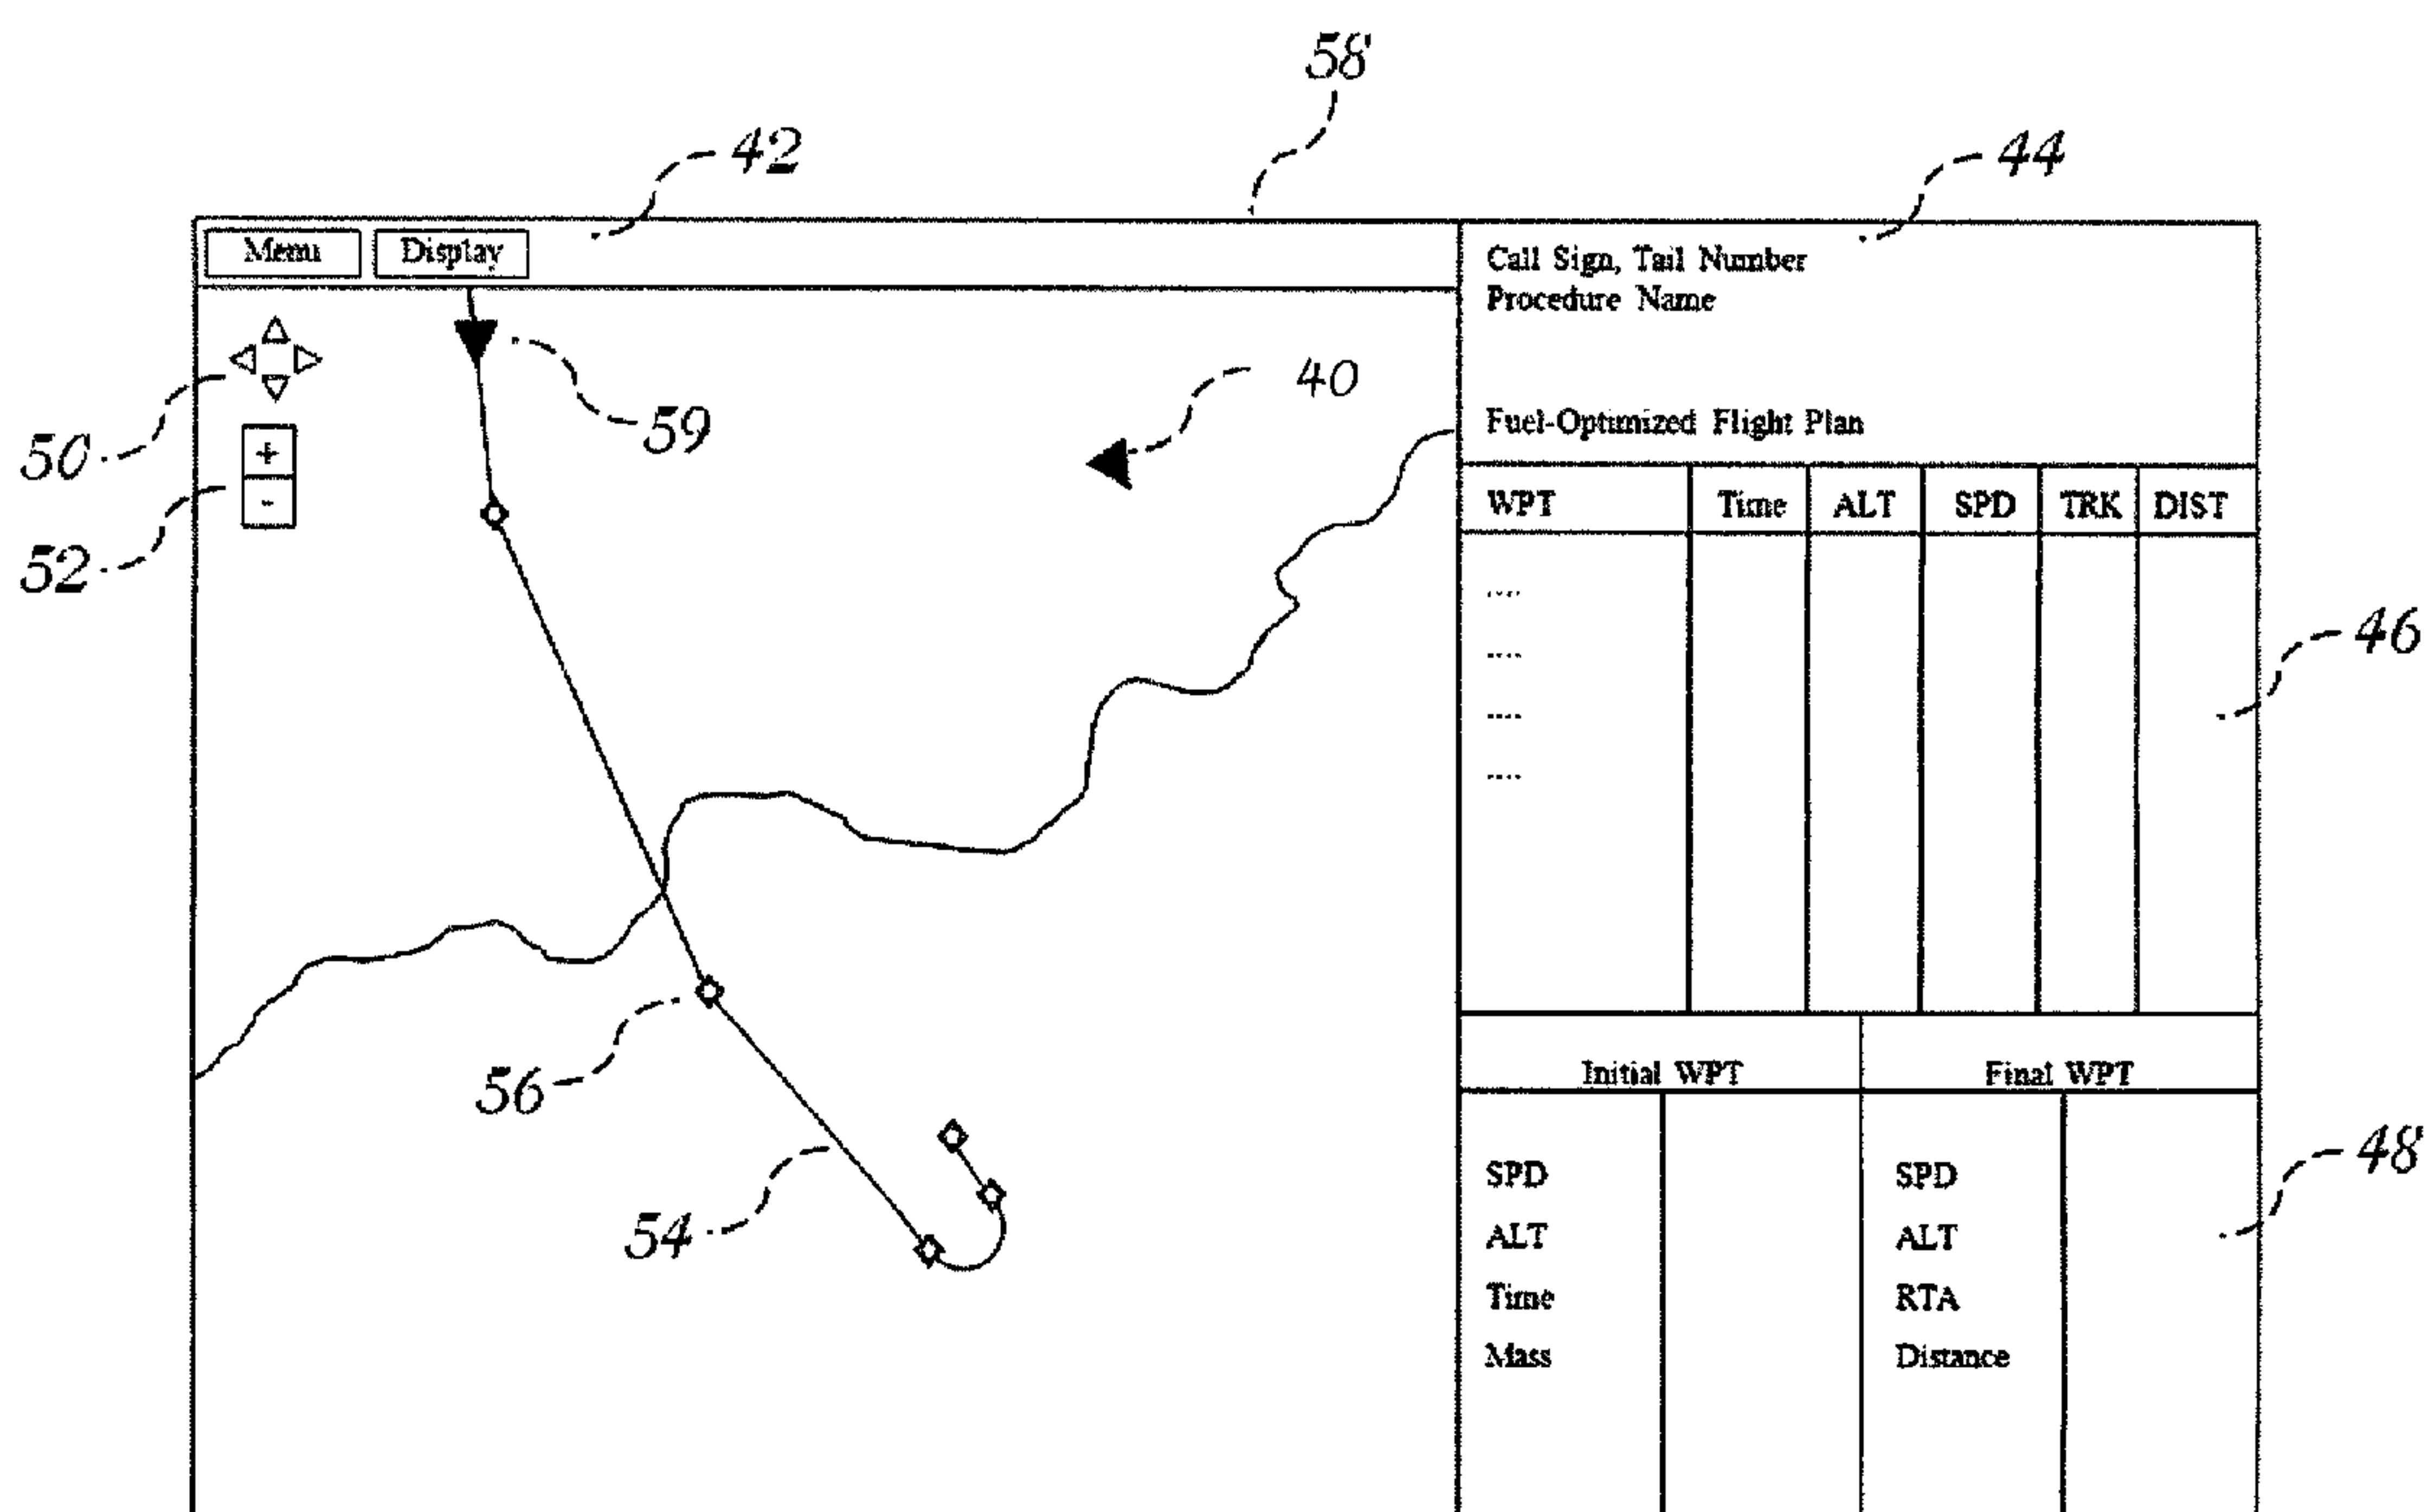 58
42
44
Menu Display
Call Sign, Tail Number
Procedure Name
40
59
Fuel-Optimized Flight Plan
50
+
WPT Time ALT SPD TRK DIST
-
52
....
46
....
....
....
Initial WPT Final WPT
56
SPD SPD
48
54
ALT ALT
Time RTA
Mass Distance